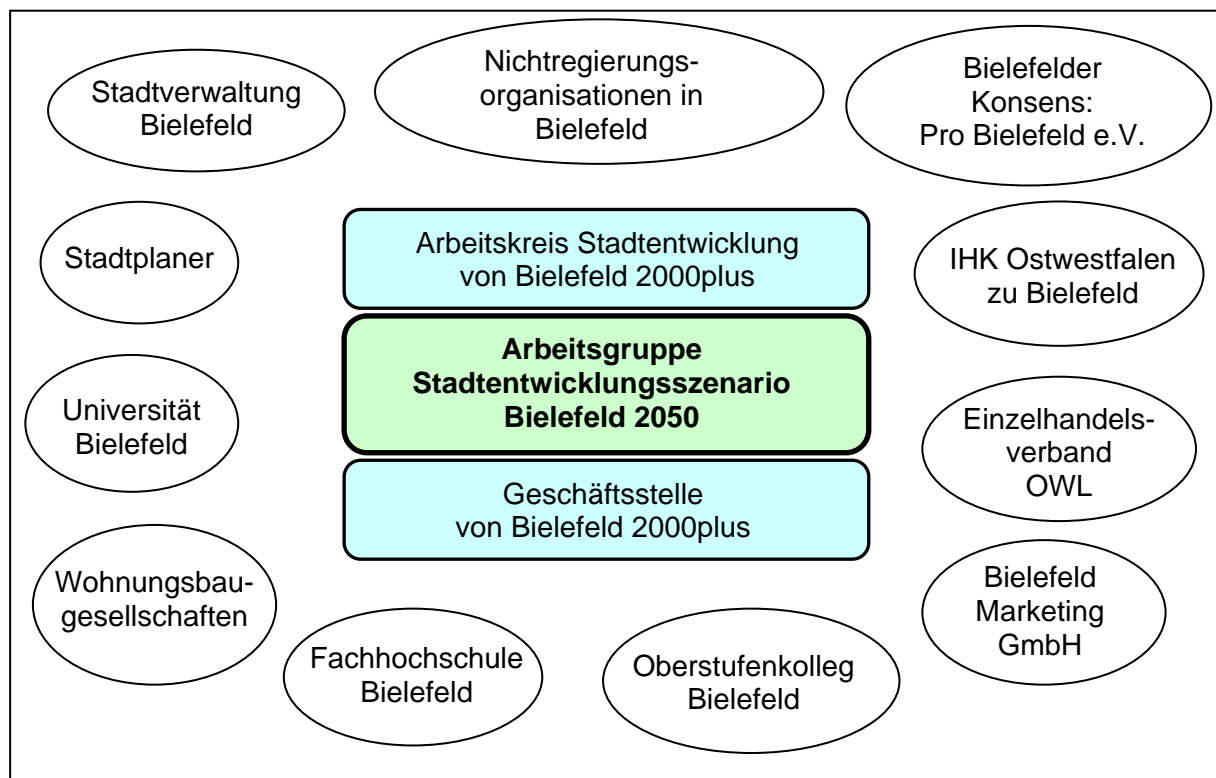 Stadtverwaltung
Bielefeld
Nichtregierungs-
organisationen in
Bielefeld
Bielefelder
Konsens:
Pro Bielefeld e.V.
Stadtplaner
Arbeitskreis Stadtentwicklung
von Bielefeld 2000plus
IHK Ostwestfalen
zu Bielefeld
Arbeitsgruppe
Stadtentwicklungsszenario
Bielefeld 2050
Universität
Bielefeld
Einzelhandels-
verband
OWL
Geschäftsstelle
von Bielefeld 2000plus
Wohnungsbau-
gesellschaften
Bielefeld
Marketing
GmbH
Fachhochschule
Bielefeld
Oberstufenkolleg
Bielefeld